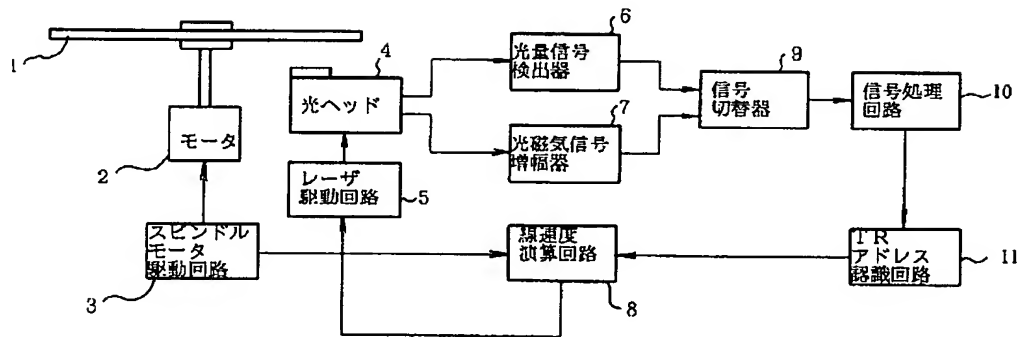 1
モータ
2
スピンドル
モータ
駆動回路
3
4
光ヘッド
レーザ
駆動回路
5
6
光量信号
検出器
7
光磁気信号
増幅器
線速度
演算回路
8
9
信号
切替器
信号処理
回路
10
TR
アドレス
認識回路
11